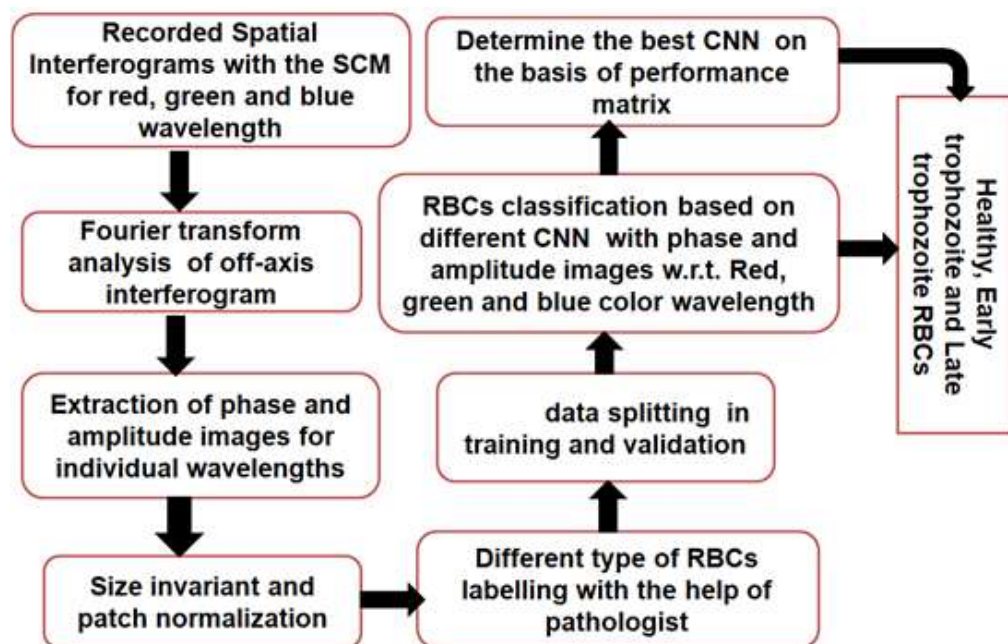 Recorded Spatial
Interferograms with the SCM
for red, green and blue
wavelength
Fourier transform
analysis of off-axis
interferogram
Extraction of phase and
amplitude images for
individual wavelengths
Size invariant and
patch normalization
Different type of RBCs
labelling with the help of
pathologist
data splitting in
training and validation
RBCs classification based on
different CNN with phase and
amplitude images w.r.t. Red,
green and blue color wavelength
Determine the best CNN on
the basis of performance
matrix
Healthy, Early
trophozoite and Late
trophozoite RBCs